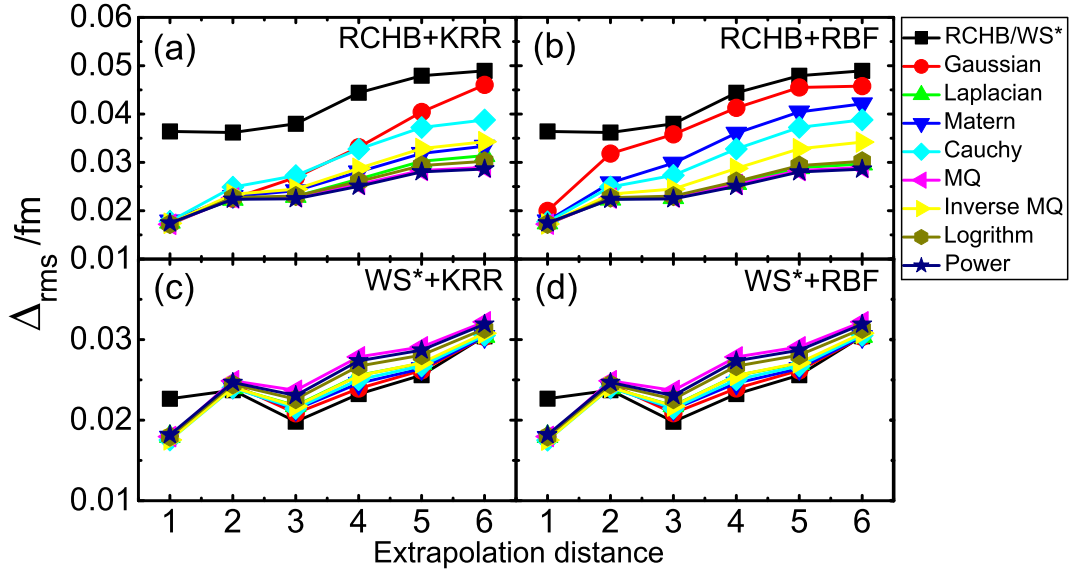 0.06
0.05
0.04
0.03
0.02
0.01
(a) RCHB+KRR
(b) RCHB+RBF
RCHB/WS*
Gaussian
Laplacian
Matern
Cauchy
MQ
Inverse MQ
Logrithm
Power
Δrms/fm
0.03
0.02
0.01
(c) WS*+KRR
(d) WS*+RBF
1 2 3 4 5 6
1 2 3 4 5 6
Extrapolation distance